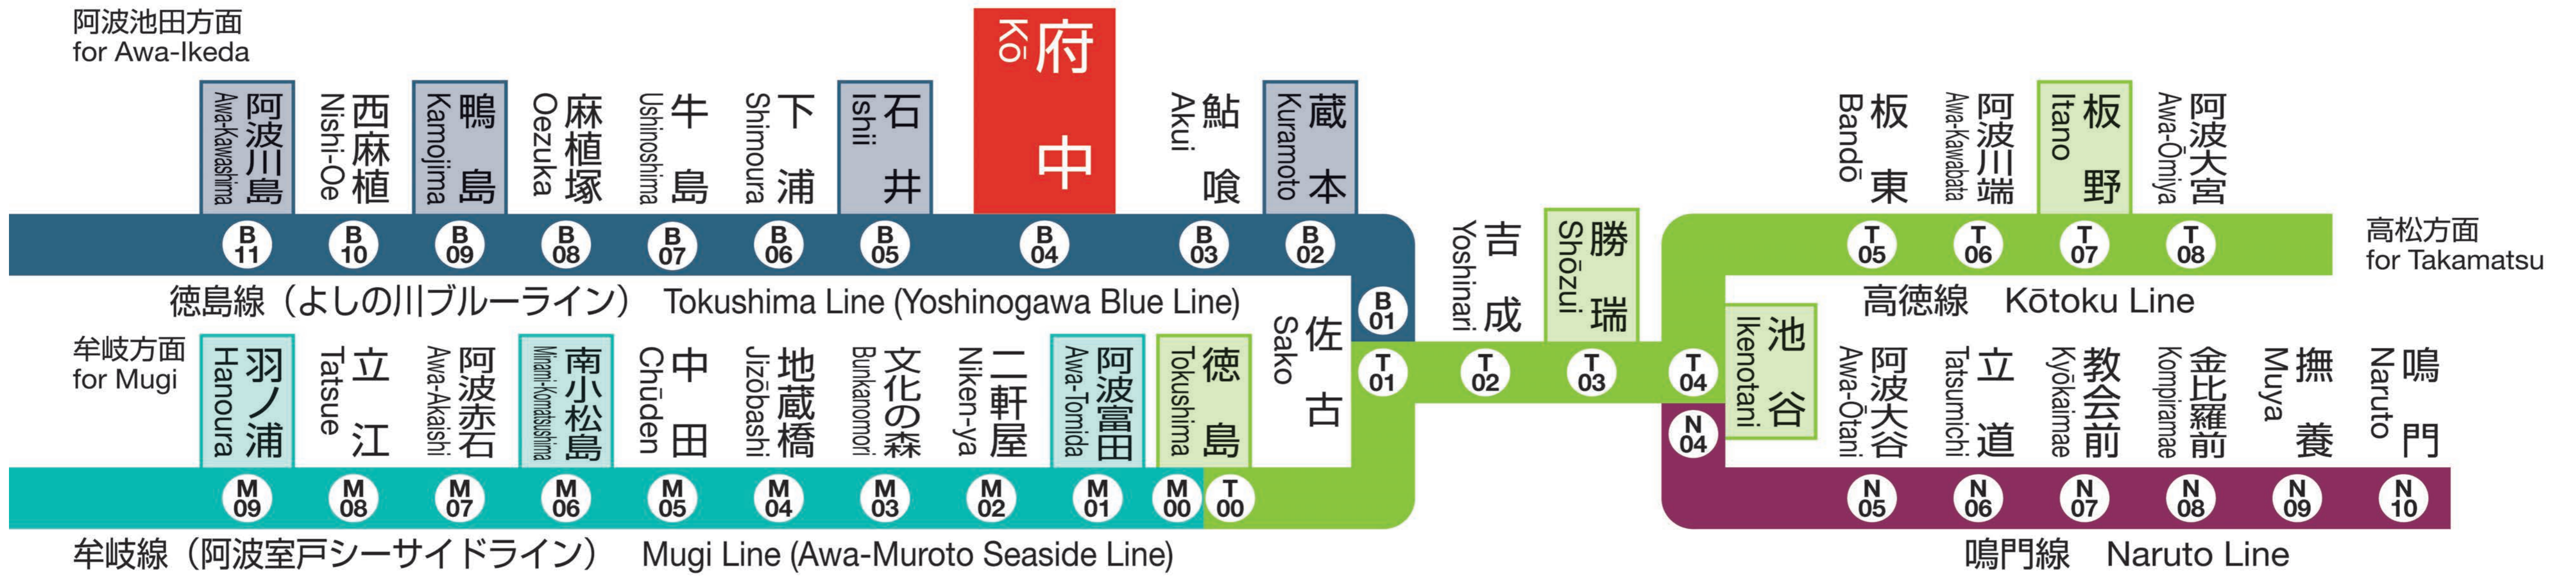 阿波池田方面
for Awa-Ikeda
阿波川島
Awa-Kawashima
西麻植
Nishi-Oe
鴨島
Kamojima
麻植塚
Oezuka
牛島
Ushinoshima
下浦
Shimoura
石井
Ishii
府中
Kō
鮎喰
Akui
蔵本
Kuramoto
B 11
B 10
B 09
B 08
B 07
B 06
B 05
B 04
B 03
B 02
B 01
徳島線（よしの川ブルーライン） Tokushima Line (Yoshinogawa Blue Line)
佐古
Sako
吉成
Yoshinari
勝瑞
Shōzui
池谷
Ikenotani
T 01
T 02
T 03
T 04
N 04
板東
Bandō
阿波川端
Awa-Kawabata
板野
Itano
阿波大宮
Awa-Ōmiya
T 05
T 06
T 07
T 08
高松方面
for Takamatsu
高徳線 Kōtoku Line
牟岐方面
for Mugi
羽ノ浦
Hanoura
立江
Tatsue
阿波赤石
Awa-Akaishi
南小松島
Minami-Komatsushima
中田
Chūden
地蔵橋
Jizōbashi
文化の森
Bunkanomori
二軒屋
Niken-ya
阿波富田
Awa-Tomida
徳島
Tokushima
M 09
M 08
M 07
M 06
M 05
M 04
M 03
M 02
M 01
M 00
T 00
牟岐線（阿波室戸シーサイドライン） Mugi Line (Awa-Muroto Seaside Line)
阿波大谷
Awa-Ōtani
立道
Tatsumichi
教会前
Kyōkaimae
金比羅前
Kompiramae
撫養
Muya
鳴門
Naruto
N 05
N 06
N 07
N 08
N 09
N 10
鳴門線 Naruto Line